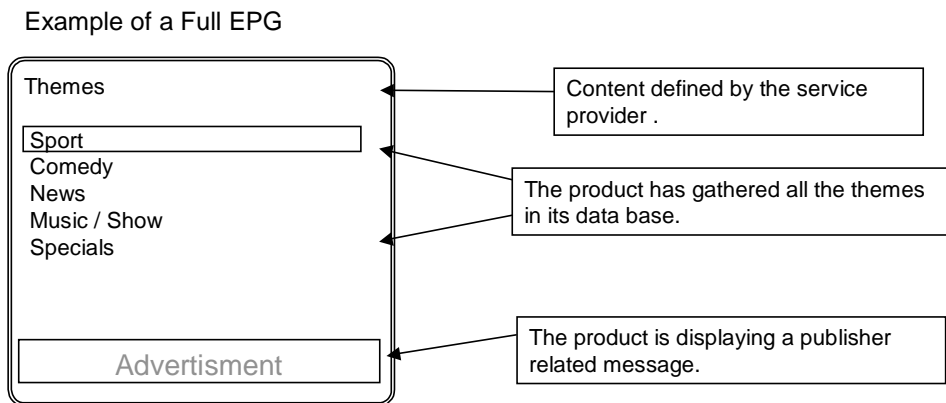 Example of a Full EPG
Themes
Sport
Comedy
News
Music / Show
Specials
Advertisment
Content defined by the service
provider .
The product has gathered all the themes
in its data base.
The product is displaying a publisher
related message.